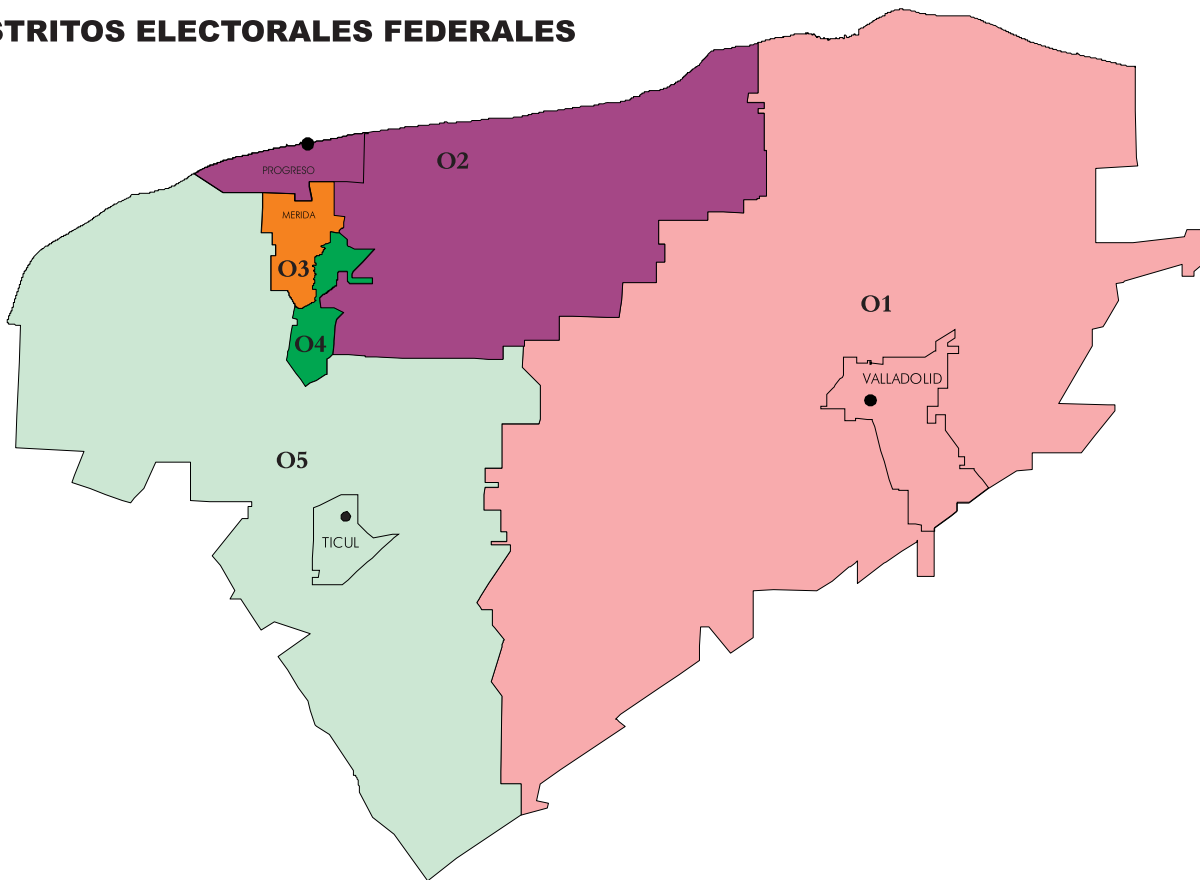 STRITOS ELECTORALES FEDERALES
O2
PROGRESO
MERIDA
O3
O1
O4
VALLADOLID
O5
TICUL